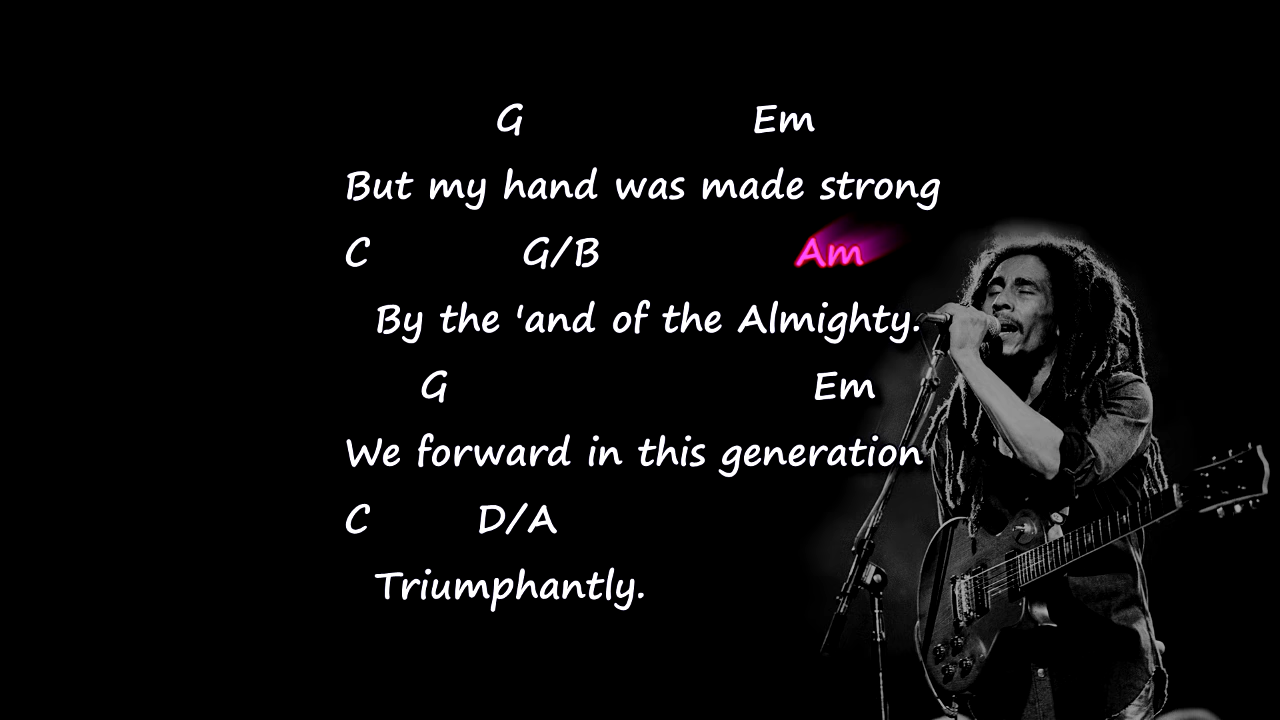 G Em
But my hand was made strong
C G/B Am
By the 'and of the Almighty.
G Em
We forward in this generation
C D/A
Triumphantly.